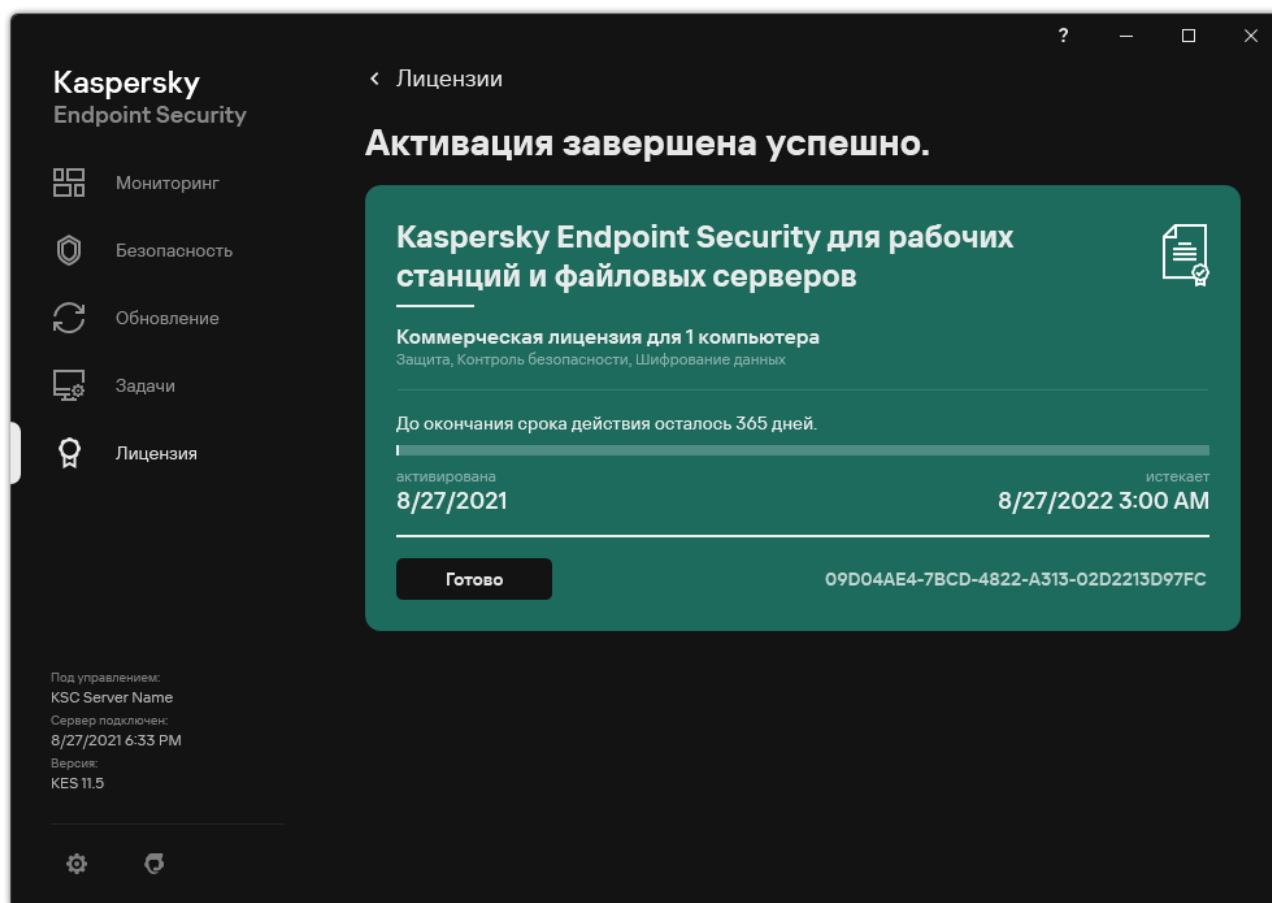 ?
Kaspersky
Endpoint Security
Мониторинг
Безопасность
Обновление
Задачи
Лицензия
Под управлением:
KSC Server Name
Сервер подключен:
8/27/2021 6:33 PM
Версия:
KES 11.5
Лицензии
Активация завершена успешно.
Kaspersky Endpoint Security для рабочих
станций и файловых серверов
Коммерческая лицензия для 1 компьютера
Защита, Контроль безопасности, Шифрование данных
До окончания срока действия осталось 365 дней.
активирована истекает
8/27/2021 8/27/2022 3:00 AM
Готово 09D04AE4-7BCD-4822-A313-02D2213D97FC